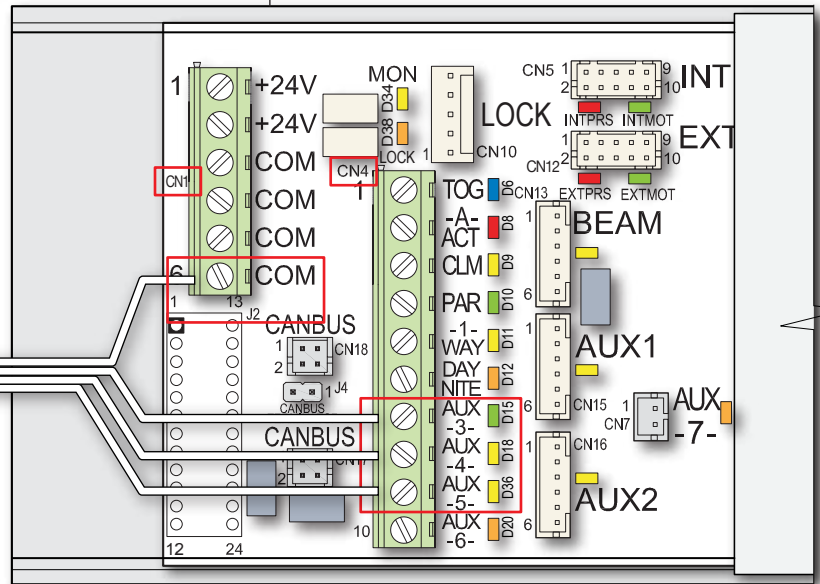 1
+24V
+24V
COM
CN1
COM
COM
6
COM
1
13
J2
12
24
MON
D34
D38
LOCK
CN4
1
LOCK
1
CN10
CN5
1
2
9
10
INT
INTPRS
INTMOT
EXT
1
2
9
10
CN12
EXTPRS
EXTMOT
CN13
TOG
D6
-A-
ACT
D8
CLM
D9
PAR
D10
-1-
WAY
D11
DAY
NITE
D12
AUX
-3-
D15
AUX
-4-
D18
AUX
-5-
D36
10
AUX
-6-
D20
BEAM
1
6
AUX1
1
6
CN15
AUX2
1
6
CN16
AUX
-7-
1
CN7
CANBUS
1
2
CN18
1
J4
CANBUS
CANBUS
2